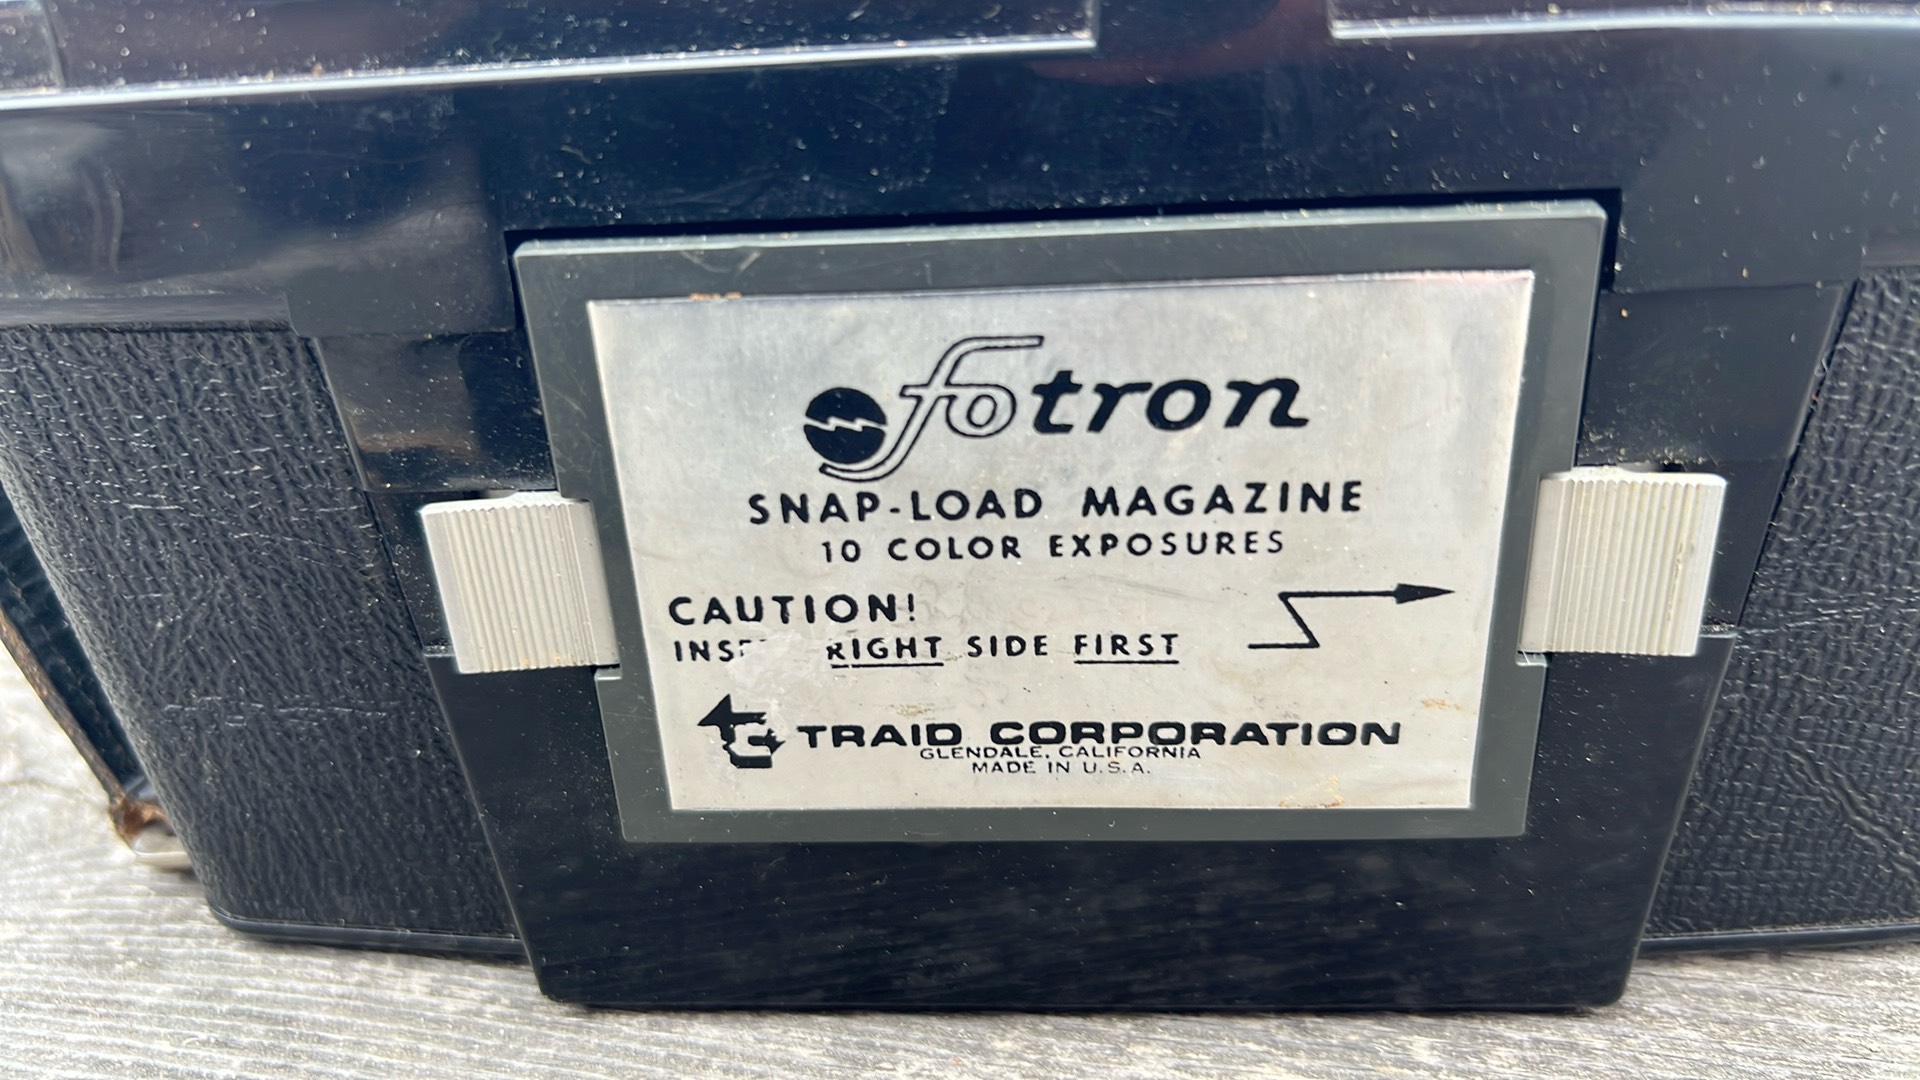 fotron
SNAP-LOAD MAGAZINE
10 COLOR EXPOSURES
CAUTION!
RIGHT SIDE FIRST
TRAID CORPORATION
GLENDALE, CALIFORNIA
MADE IN U.S.A.